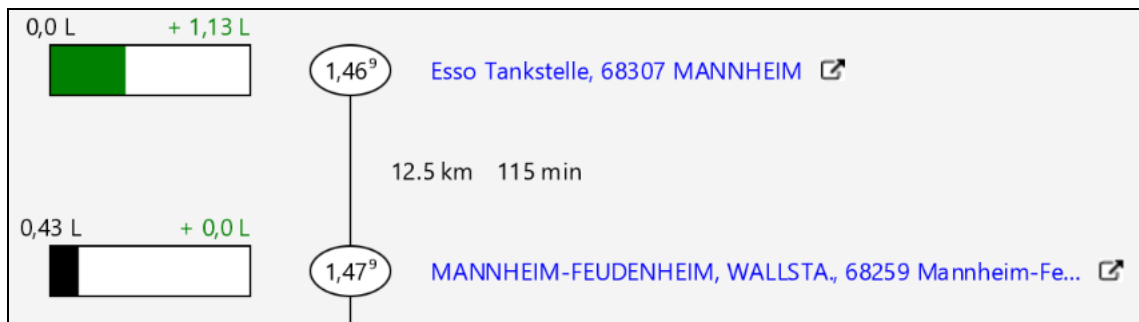 0,0 L + 1,13 L
1,46⁹ Esso Tankstelle, 68307 MANNHEIM
12.5 km 115 min
0,43 L + 0,0 L
1,47⁹ MANNHEIM-FEUDENHEIM, WALLSTA., 68259 Mannheim-Fe...